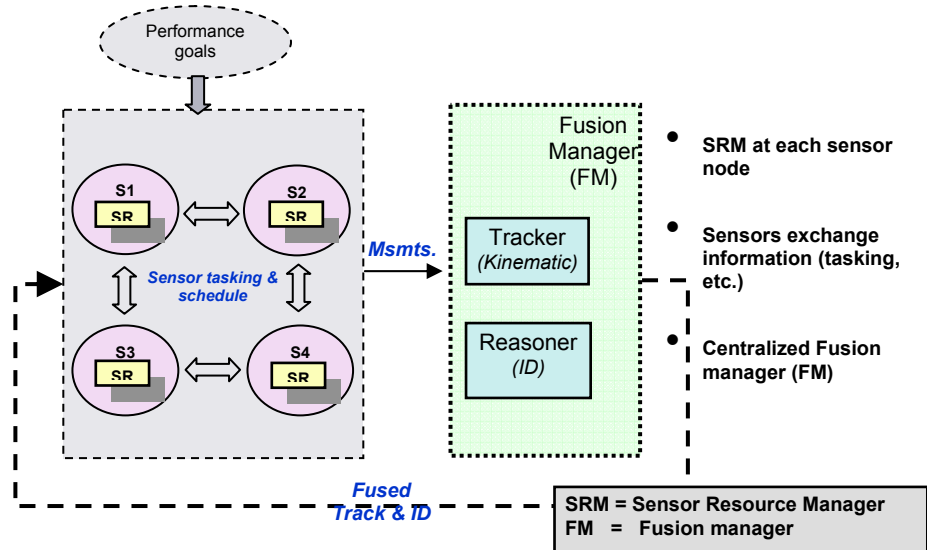 Performance
goals
S1
SR
S2
SR
Sensor tasking &
schedule
S3
SR
S4
SR
Msmts.
Fusion
Manager
(FM)
Tracker
(Kinematic)
Reasoner
(ID)
• SRM at each sensor
node
• Sensors exchange
information (tasking,
etc.)
• Centralized Fusion
manager (FM)
Fused
Track & ID
SRM = Sensor Resource Manager
FM = Fusion manager